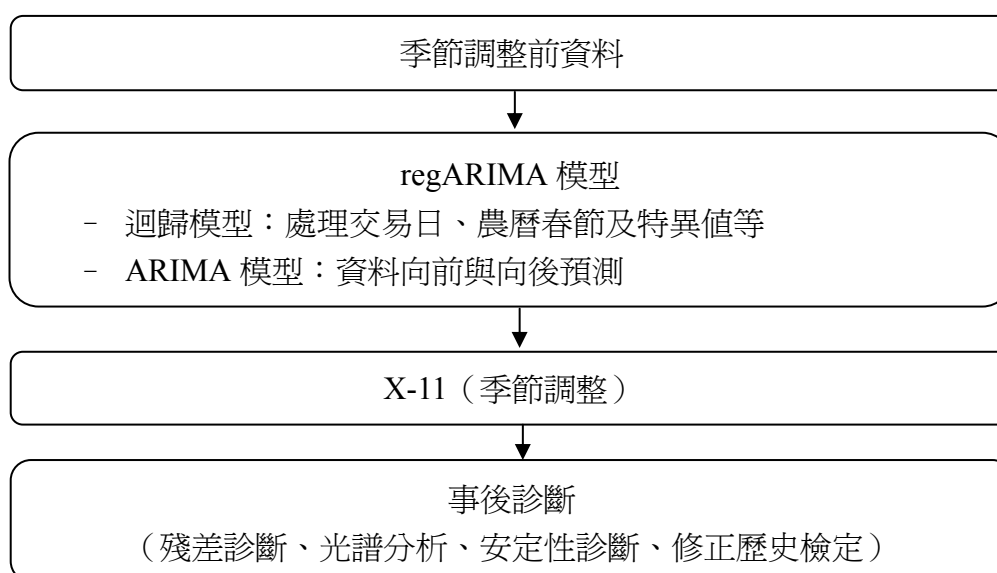 季節調整前資料
regARIMA 模型
- 迴歸模型：處理交易日、農曆春節及特異值等
- ARIMA 模型：資料向前與向後預測
X-11（季節調整）
事後診斷
（殘差診斷、光譜分析、安定性診斷、修正歷史檢定）